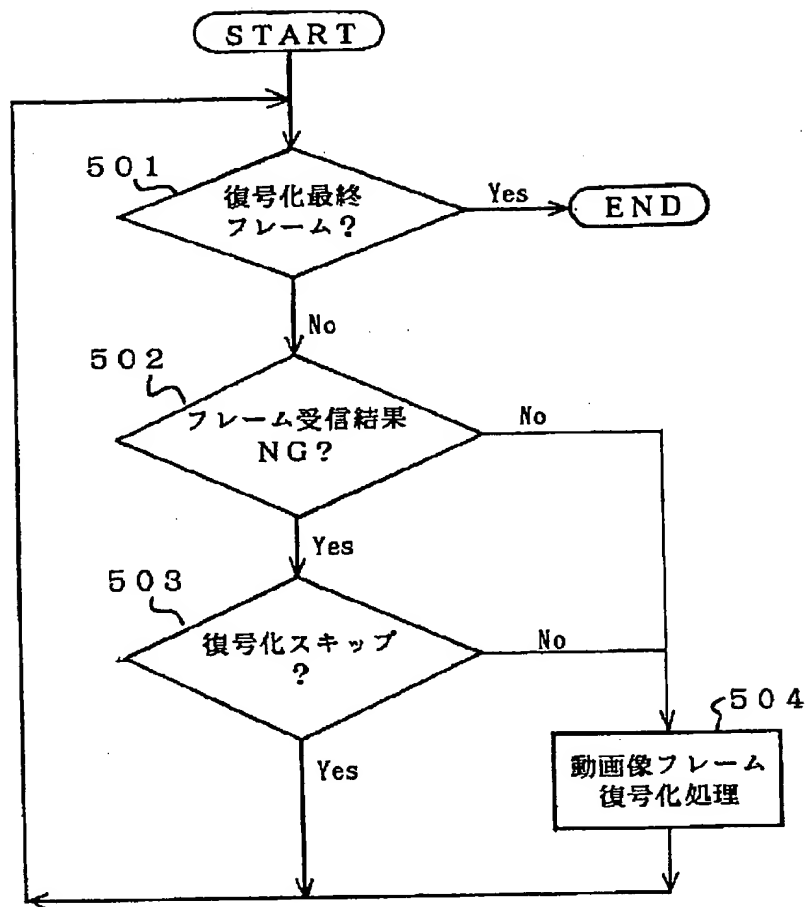 START
501
復号化最終
フレーム？
Yes
END
No
502
フレーム受信結果
NG？
No
Yes
503
復号化スキップ
？
No
504
動画像フレーム
復号化処理
Yes